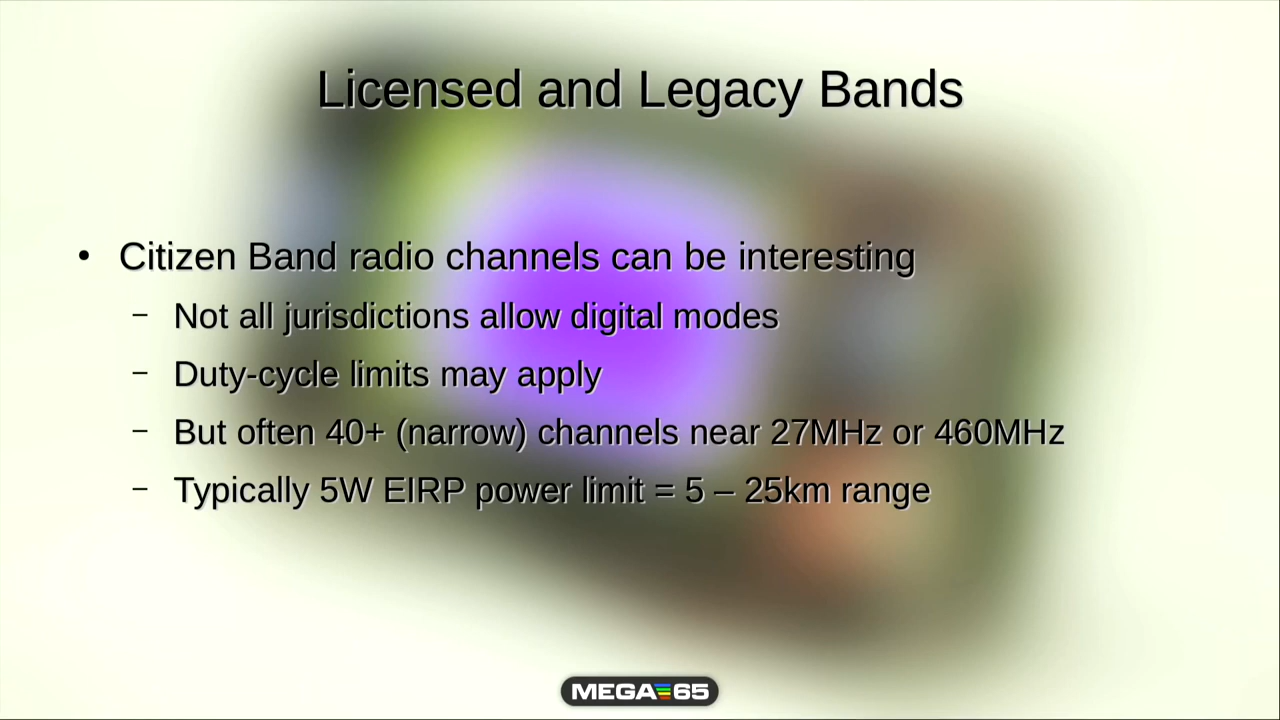 Licensed and Legacy Bands
• Citizen Band radio channels can be interesting
– Not all jurisdictions allow digital modes
– Duty-cycle limits may apply
– But often 40+ (narrow) channels near 27MHz or 460MHz
– Typically 5W EIRP power limit = 5 – 25km range
MEGA65